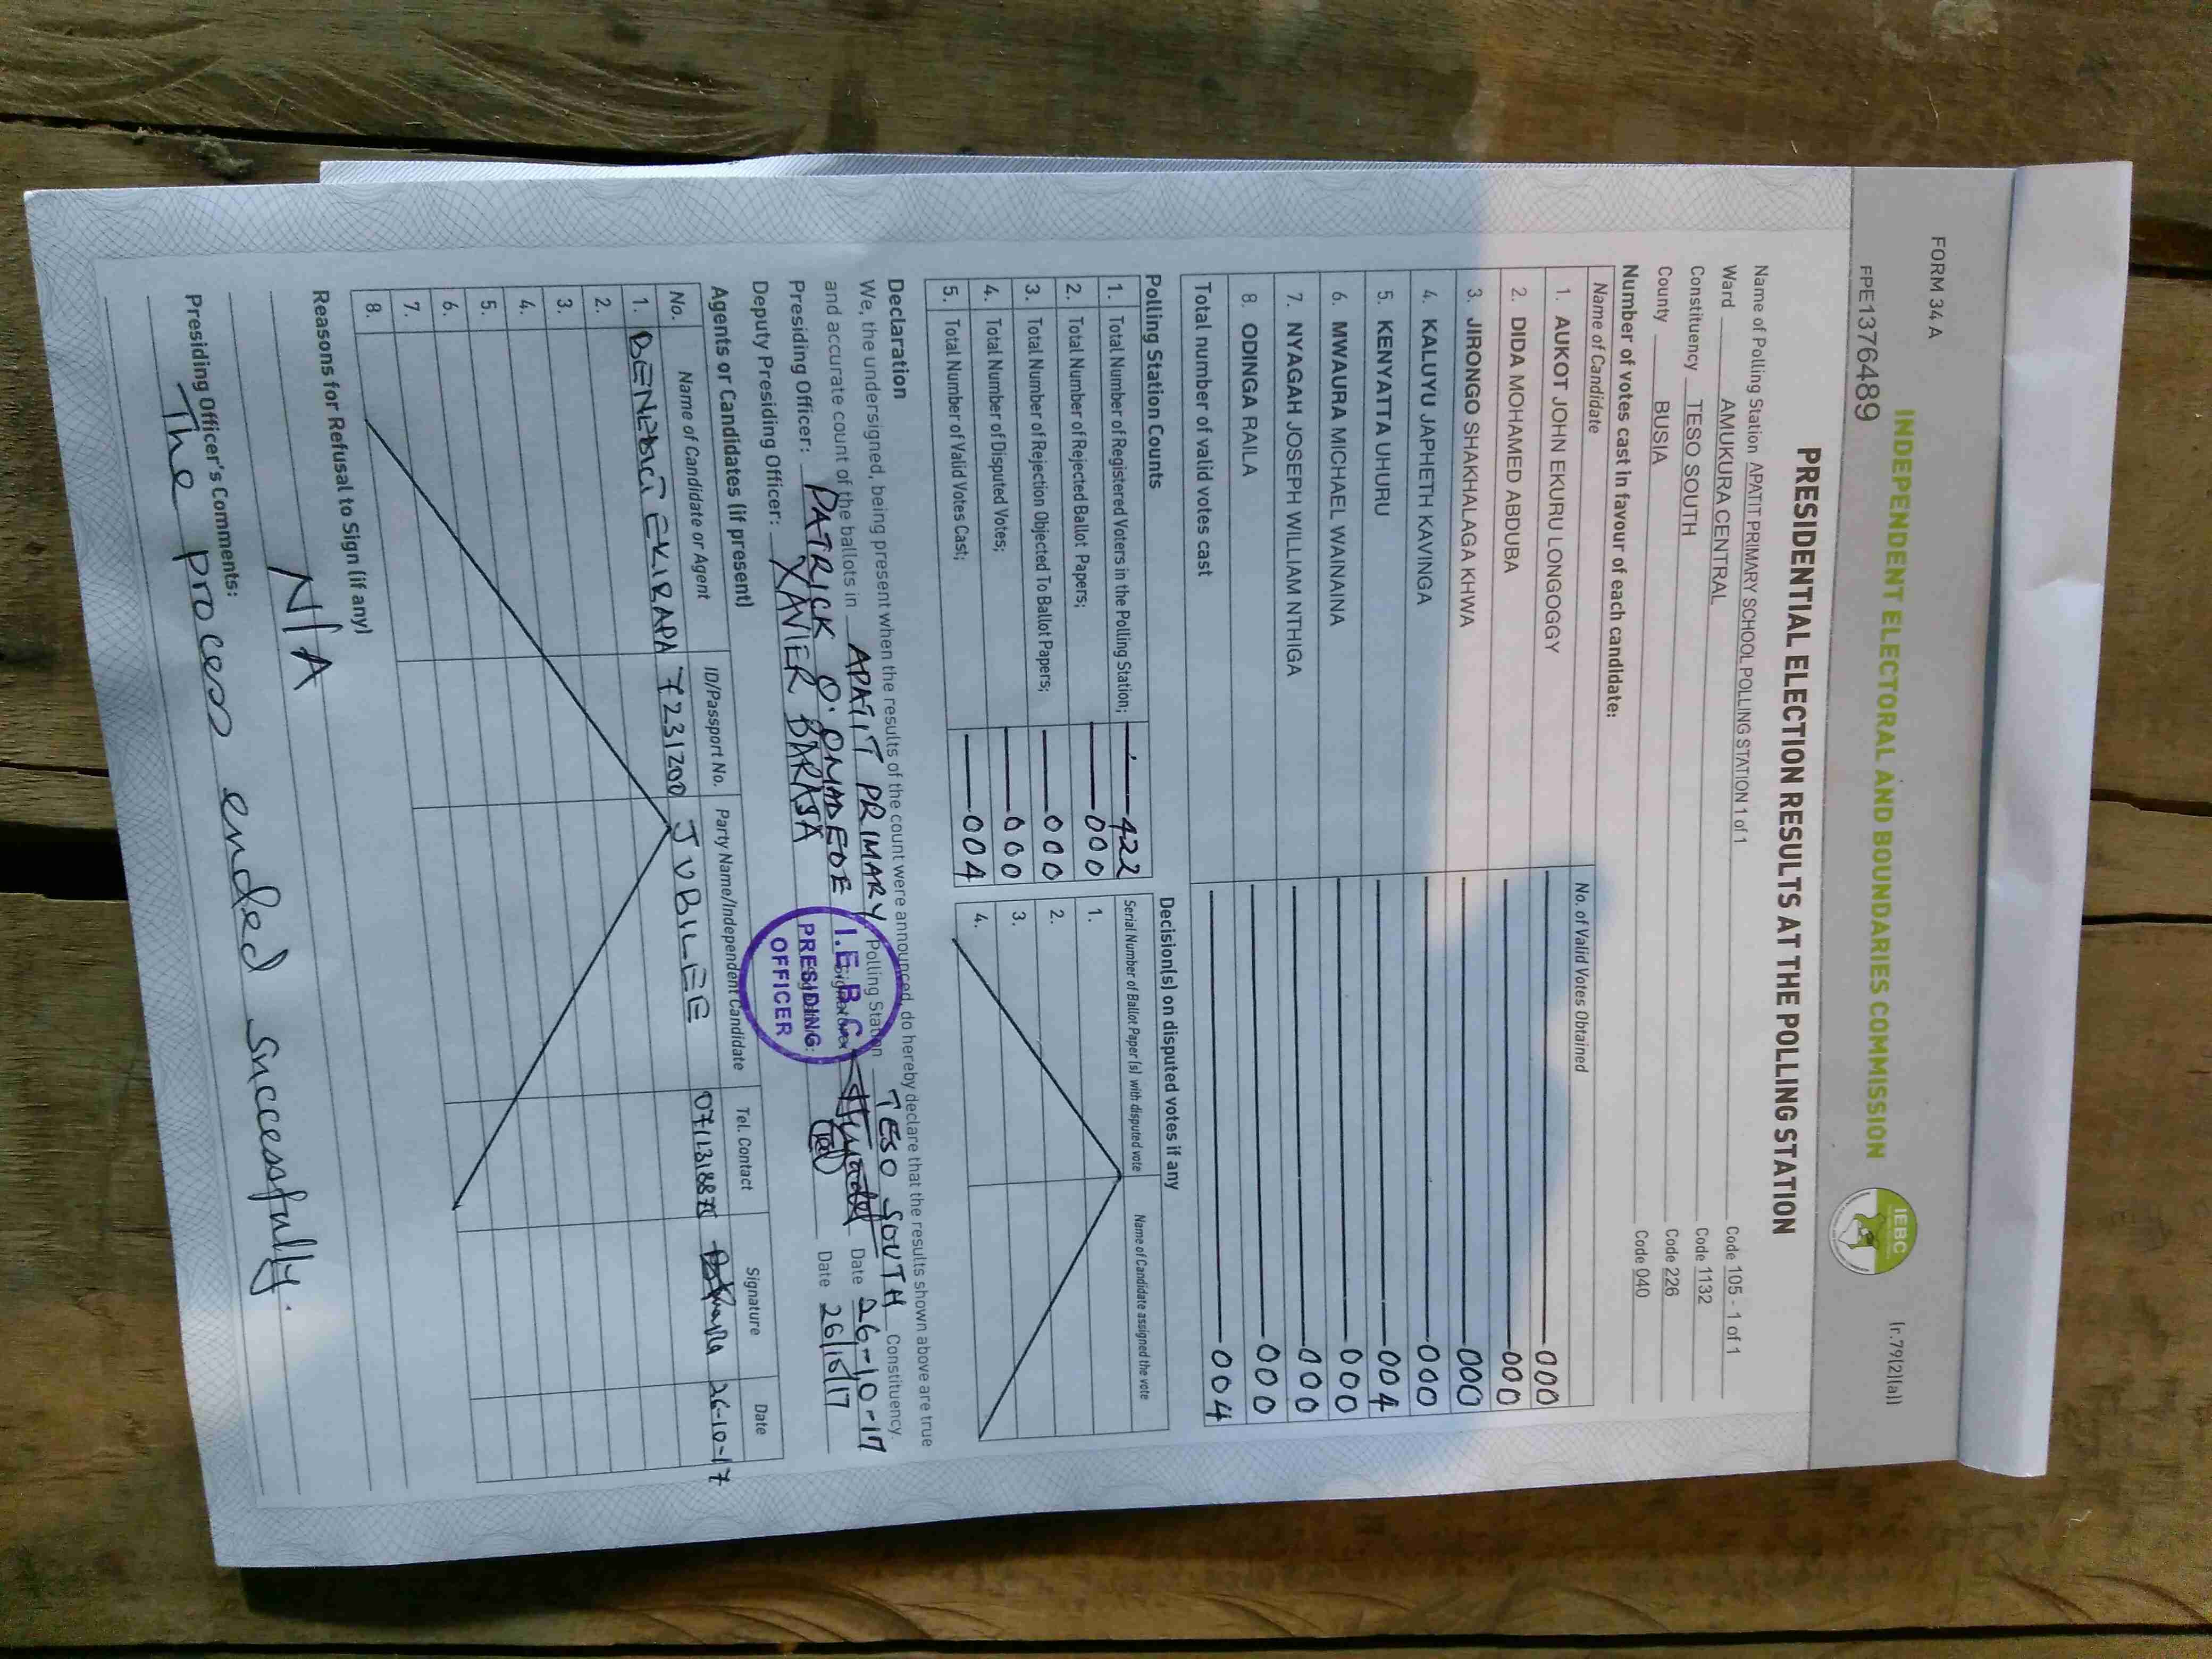 FORM 34 A
(r.79(2)(a))
INDEPENDENT ELECTORAL AND BOUNDARIES COMMISSION
IEBC
FPE1376489
PRESIDENTIAL ELECTION RESULTS AT THE POLLING STATION
Name of Polling Station APATIT PRIMARY SCHOOL POLLING STATION 1 of 1 Code 105 - 1 of 1
Ward AMUKURA CENTRAL Code 1132
Constituency TESO SOUTH Code 226
County BUSIA Code 040
Number of votes cast in favour of each candidate:
Name of Candidate No. of Valid Votes Obtained
1. AUKOT JOHN EKURU LONGOGGY 000
2. DIDA MOHAMED ABDUBA 000
3. JIRONGO SHAKHALAGA KHWA 000
4. KALUYU JAPHETH KAVINGA 000
5. KENYATTA UHURU 004
6. MWAURA MICHAEL WAINAINA 000
7. NYAGAH JOSEPH WILLIAM NTHIGA 000
8. ODINGA RAILA 000
Total number of valid votes cast 004
Polling Station Counts
1. Total Number of Registered Voters in the Polling Station; 422
2. Total Number of Rejected Ballot Papers; 000
3. Total Number of Rejection Objected To Ballot Papers; 000
4. Total Number of Disputed Votes; 000
5. Total Number of Valid Votes Cast; 004
Decision(s) on disputed votes if any
Serial Number of Ballot Paper(s) with disputed vote Name of Candidate assigned the vote
1.
2.
3.
4.
Declaration
We, the undersigned, being present when the results of the count were announced, do hereby declare that the results shown above are true
and accurate count of the ballots in APATIT PRIMARY Polling Station TESO SOUTH Constituency.
Presiding Officer: PATRICK O. OMADEDE Date 26-10-17
Deputy Presiding Officer: XAVIER BARASA Date 26/10/17
I.E.B.C
PRESIDING
OFFICER
Agents or Candidates (if present)
No. Name of Candidate or Agent ID/Passport No. Party Name/Independent Candidate Tel. Contact Signature Date
1. BENEDICT EKIRAPA 7231200 JUBILEE 26-10-17
2.
3.
4.
5.
6.
7.
8.
Reasons for Refusal to Sign (if any)
N/A
Presiding Officer's Comments:
The process ended successfully.